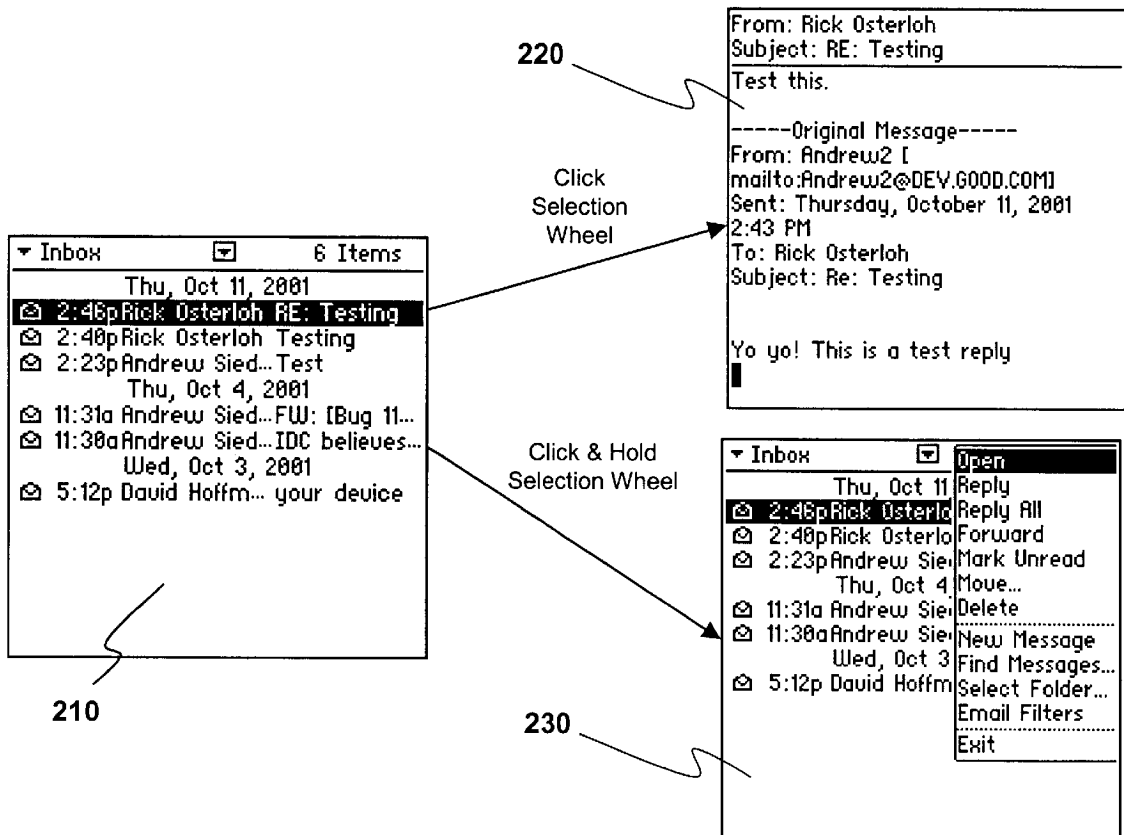 From: Rick Osterloh
Subject: RE: Testing
220
Test this.
-----Original Message-----
From: Andrew2 [
mailto:Andrew2@DEV.GOOD.COM]
Sent: Thursday, October 11, 2001
2:43 PM
To: Rick Osterloh
Subject: Re: Testing
Yo yo! This is a test reply
Click
Selection
Wheel
Inbox 6 Items
Thu, Oct 11, 2001
2:46p Rick Osterloh RE: Testing
2:40p Rick Osterloh Testing
2:23p Andrew Sied... Test
Thu, Oct 4, 2001
11:31a Andrew Sied... FW: [Bug 11...
11:30a Andrew Sied... IDC believes...
Wed, Oct 3, 2001
5:12p David Hoffm... your device
210
Click & Hold
Selection Wheel
Inbox
Thu, Oct 11
2:46p Rick Osterlo
2:40p Rick Osterlo
2:23p Andrew Sie
Thu, Oct 4
11:31a Andrew Sie
11:30a Andrew Sie
Wed, Oct 3
5:12p David Hoffm
Open
Reply
Reply All
Forward
Mark Unread
Move...
Delete
New Message
Find Messages...
Select Folder...
Email Filters
Exit
230